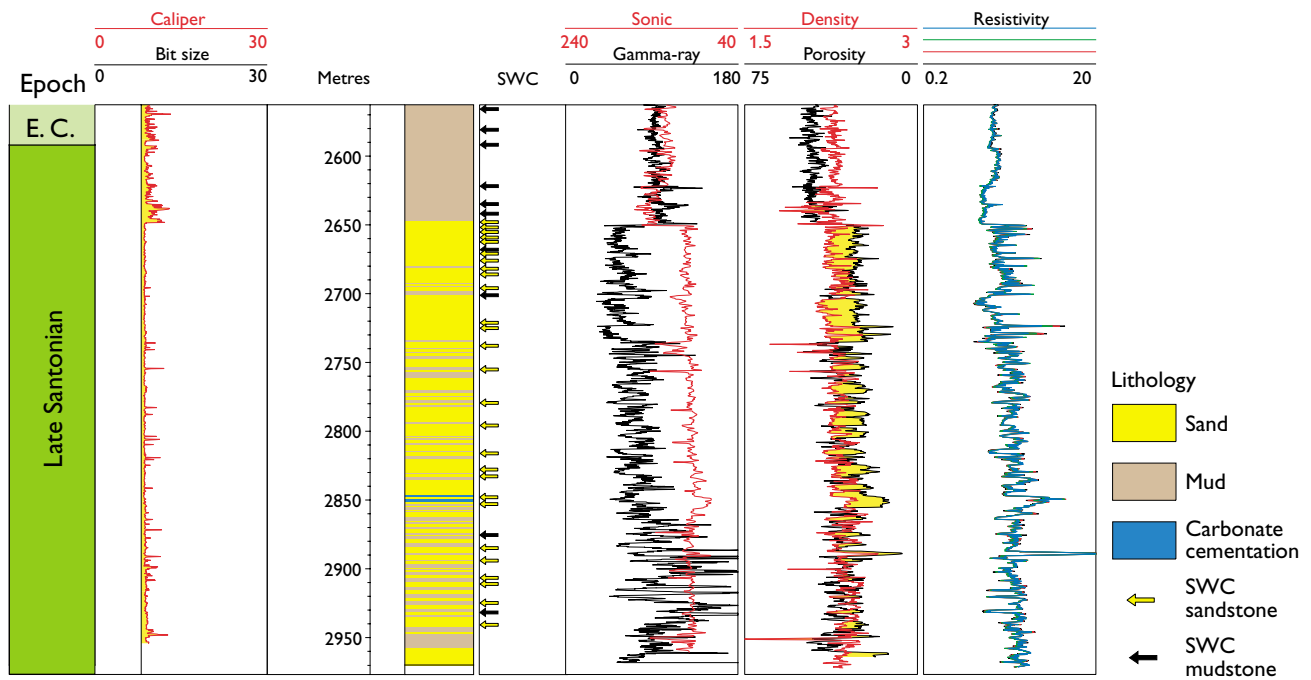 Caliper
0 30
Bit size
0 30
Epoch
Metres
SWC
Sonic
240 40
Gamma-ray
0 180
Density
1.5 3
Porosity
75 0
Resistivity
0.2 20
E. C.
Late Santonian
2600
2650
2700
2750
2800
2850
2900
2950
Lithology
Sand
Mud
Carbonate
cementation
SWC
sandstone
SWC
mudstone